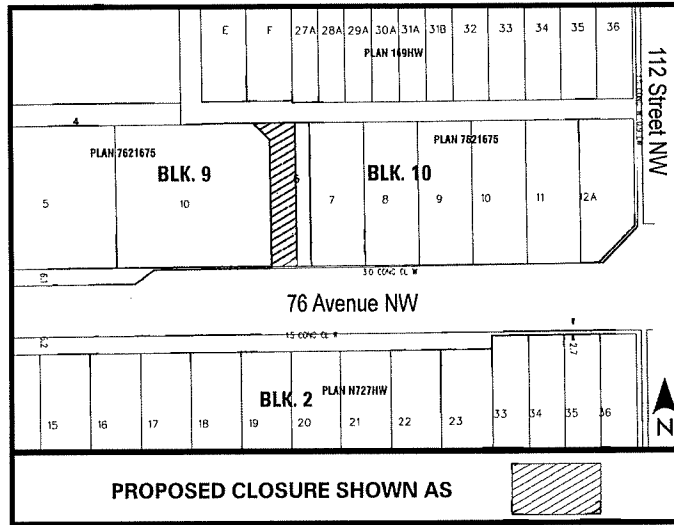 E F 27A 28A 29A 30A 31A 31B 32 33 34 35 36
PLAN 169HW
112 Street NW
4
PLAN 7621675
PLAN 7621675
BLK. 9
BLK. 10
6
5 10 7 8 9 10 11 12A
6.1
3.0 CONC CL W
76 Avenue NW
1.5 CONC CL W
6.2
2.7
BLK. 2
PLAN N727HW
15 16 17 18 19 20 21 22 23 33 34 35 36
N
PROPOSED CLOSURE SHOWN AS